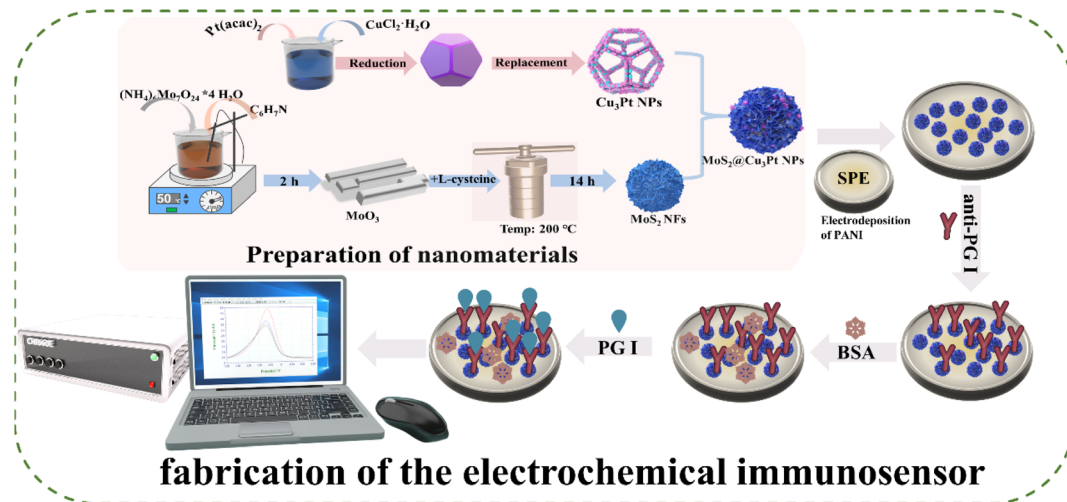 Pt(acac)2
CuCl2·H2O
Reduction
Replacement
Cu3Pt NPs
(NH4)6Mo7O24 *4 H2O
C6H7N
50
2 h
MoO3
+L-cysteine
Temp: 200 ℃
14 h
MoS2 NFs
MoS2@Cu3Pt NPs
Preparation of nanomaterials
SPE
Electrodeposition
of PANI
anti-PG I
BSA
PG I
fabrication of the electrochemical immunosensor